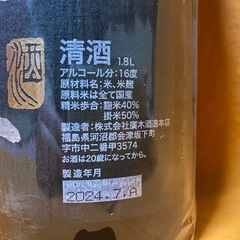 清酒 1.8L
アルコール分:16度
原材料名:米、米麹
原料米は全て国産
精米歩合:麹米40%
掛米50%
製造者:株式会社廣木酒造本店
福島県河沼郡会津坂下町
字市中二番甲3574
お酒は20歳になってから。
製造年月
2024.7.A
酒